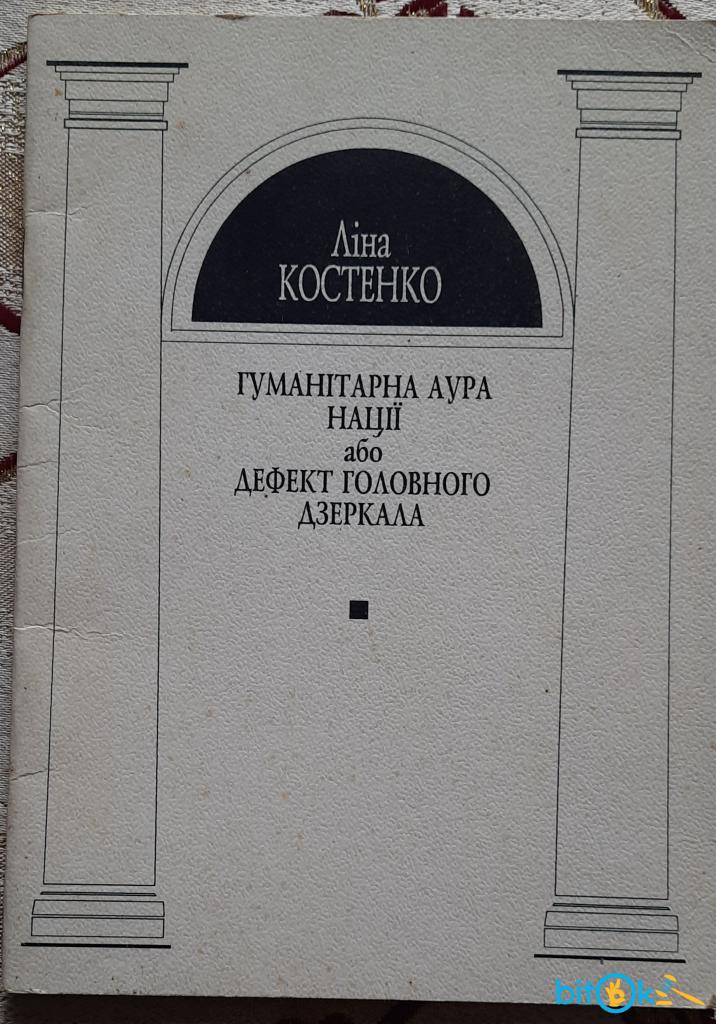 Ліна
КОСТЕНКО
ГУМАНІТАРНА АУРА
НАЦІЇ
або
ДЕФЕКТ ГОЛОВНОГО
ДЗЕРКАЛА
bitOk